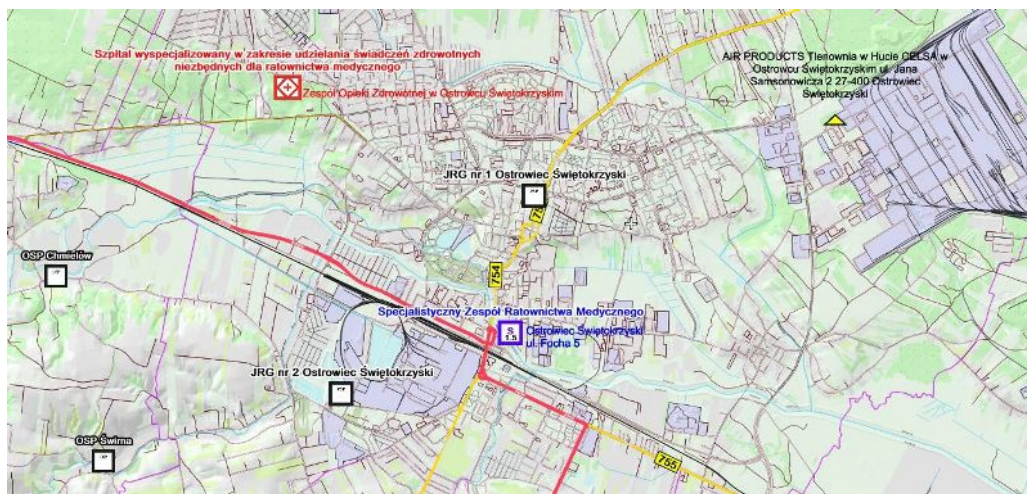 Szpital wyspecjalizowany w zakresie udzielania świadczeń zdrowotnych
niezbędnych dla ratownictwa medycznego
Zespół Opieki Zdrowotnej w Ostrowcu Świętokrzyskim
AIR PRODUCTS Tlenownia w Hucie CELSA w
Ostrowcu Świętokrzyskim ul. Jana
Samsonowicza 2 27-400 Ostrowiec
Świętokrzyski
JRG nr 1 Ostrowiec Świętokrzyski
OSP Chmielów
754
Specjalistyczny Zespół Ratownictwa Medycznego
S
1.5
Ostrowiec Świętokrzyski
ul. Focha 5
JRG nr 2 Ostrowiec Świętokrzyski
OSP Świrna
755